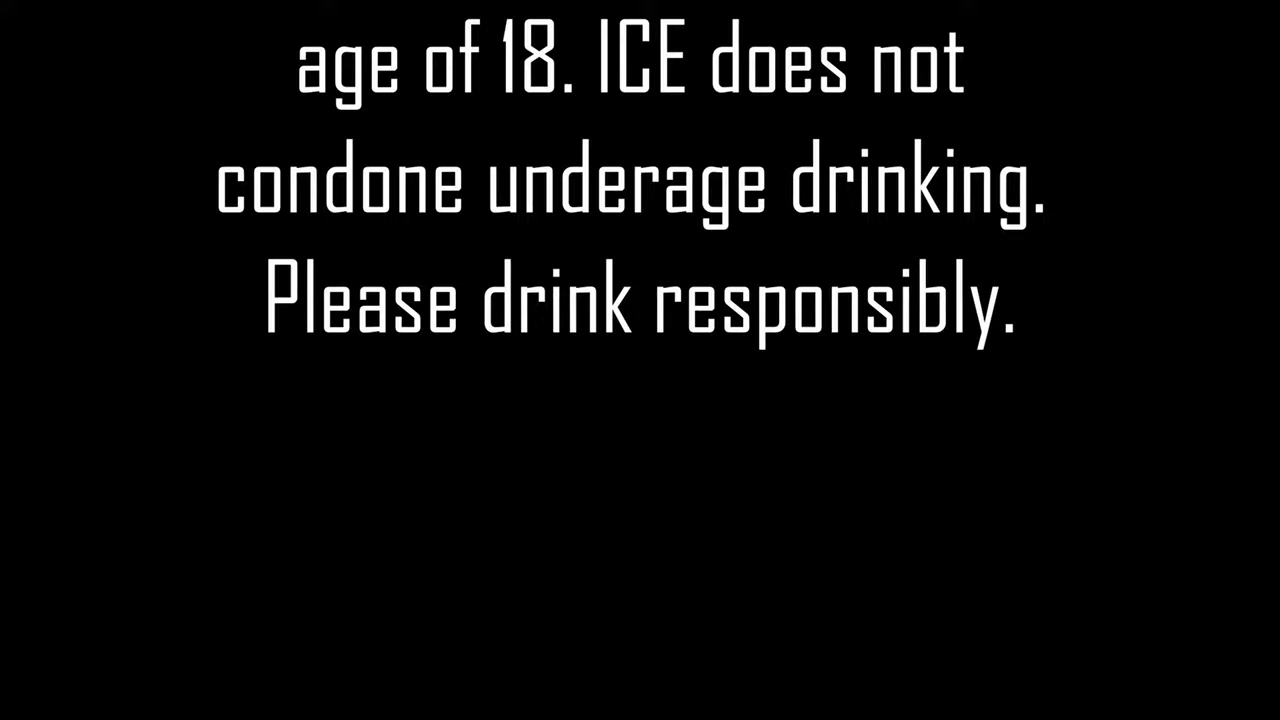 age of 18. ICE does not
condone underage drinking.
Please drink responsibly.